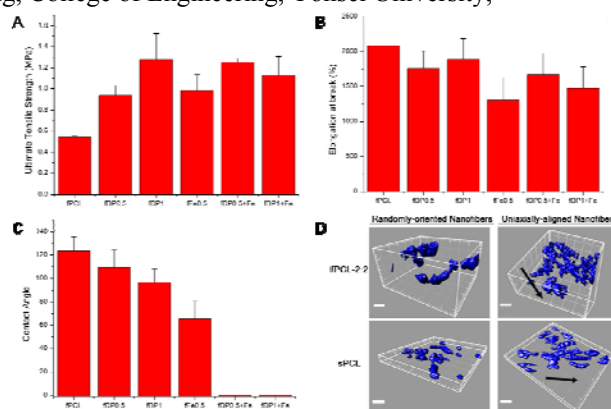 College of Engineering, Yonsei University,
A
Ultimate Tensile Strength (MPa)
1.6
1.4
1.2
1.0
0.8
0.6
0.4
0.2
0.0
fPCL fDP0.5 fDP1 fFe0.5 fDP0.5+Fe fDP1+Fe
B
Elongation at break (%)
2500
2000
1500
1000
500
0
fPCL fDP0.5 fDP1 fFe0.5 fDP0.5+Fe fDP1+Fe
C
Contact Angle
140
120
100
80
60
40
20
0
fPCL fDP0.5 fDP1 fFe0.5 fDP0.5+Fe fDP1+Fe
D
Randomly-oriented Nanofibers Uniaxially-aligned Nanofiber
fPCL-2:2
sPCL